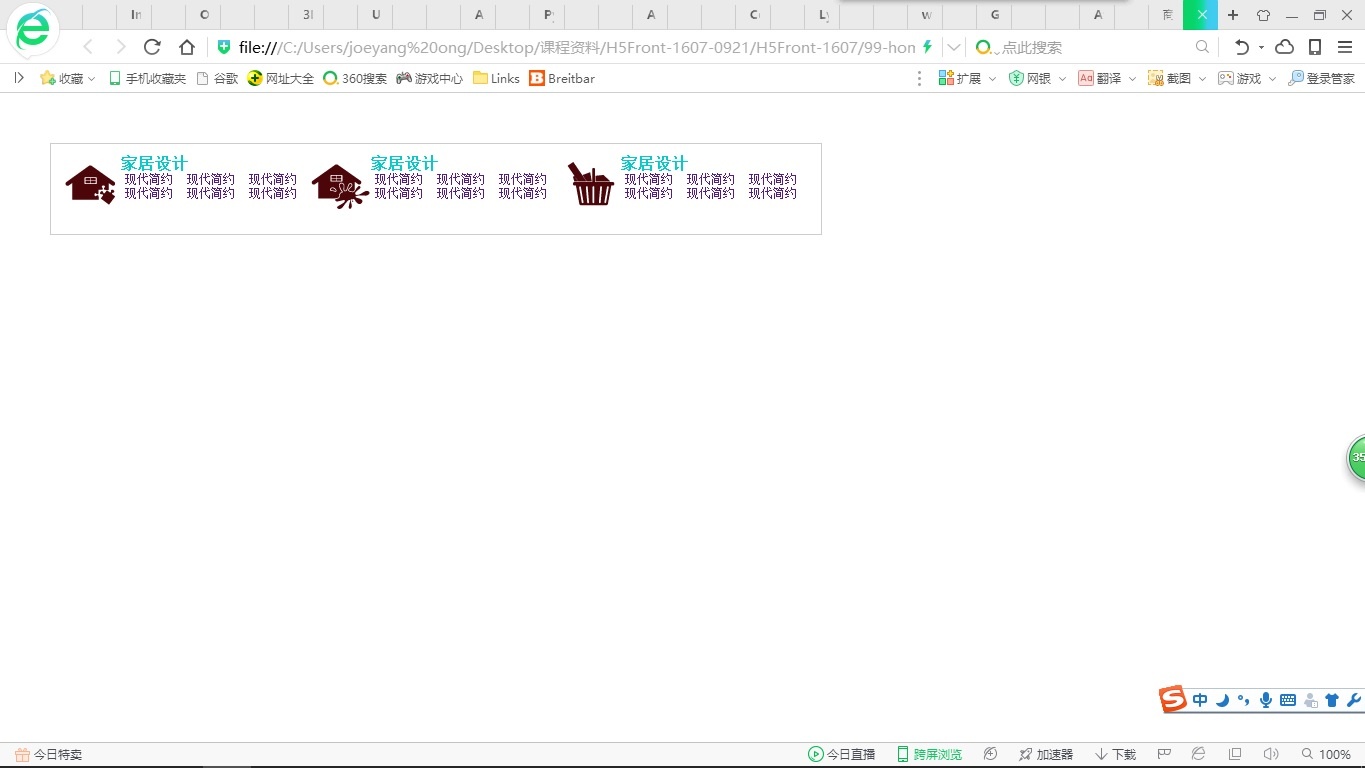 In O 3I U A Py A Co Ly w G A 商
file:///C:/Users/joeyang%20ong/Desktop/课程资料/H5Front-1607-0921/H5Front-1607/99-hon 点此搜索
收藏 手机收藏夹 谷歌 网址大全 360搜索 游戏中心 Links Breitbar 扩展 网银 翻译 截图 游戏 登录管家
家居设计 家居设计 家居设计
现代简约 现代简约 现代简约 现代简约 现代简约 现代简约 现代简约 现代简约 现代简约
现代简约 现代简约 现代简约 现代简约 现代简约 现代简约 现代简约 现代简约 现代简约
35
中
今日特卖 今日直播 跨屏浏览 加速器 下载 100%